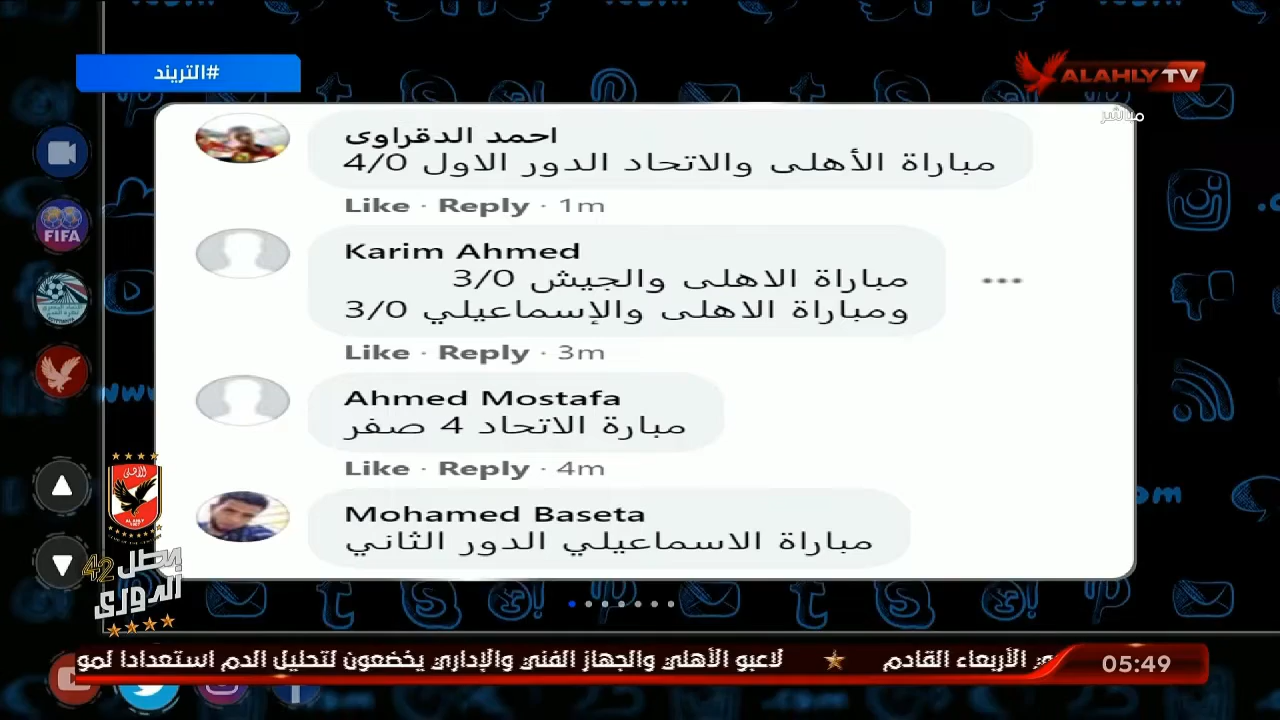 #التريند
ALAHLY TV
مباشر
احمد الدقراوى
مباراة الأهلى والاتحاد الدور الاول 4/0
Like · Reply · 1m
Karim Ahmed
مباراة الاهلى والجيش 3/0
ومباراة الاهلى والإسماعيلي 3/0
Like · Reply · 3m
Ahmed Mostafa
مبارة الاتحاد 4 صفر
Like · Reply · 4m
Mohamed Baseta
مباراة الاسماعيلي الدور الثاني
FIFA
بطل الدورى 42
الأربعاء القادم ★ لاعبو الأهلي والجهاز الفني والإداري يخضعون لتحليل الدم استعدادا لمو
05:49